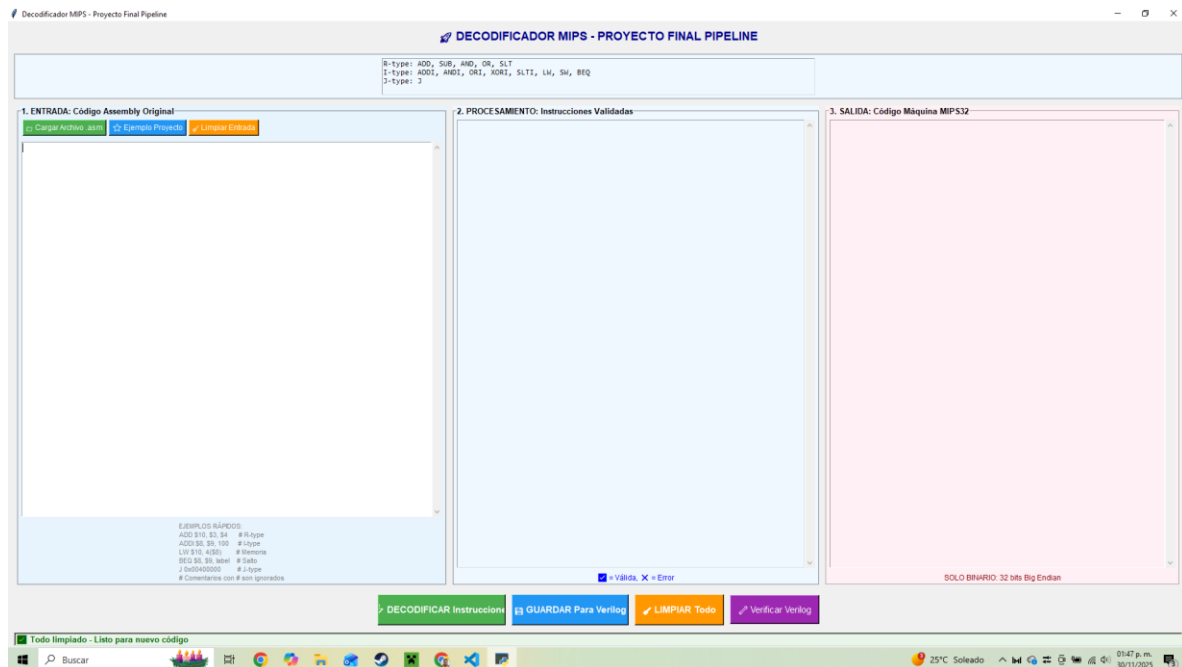 Decodificador MIPS - Proyecto Final Pipeline
DECODIFICADOR MIPS - PROYECTO FINAL PIPELINE
R-type: ADD, SUB, AND, OR, SLT
I-type: ADDI, ANDI, ORI, XORI, SLTI, LW, SW, BEQ
J-type: J
1. ENTRADA: Código Assembly Original
Cargar Archivo .asm
Ejemplo Proyecto
Limpiar Entrada
EJEMPLOS RÁPIDOS:
ADD $10, $3, $4 # R-type
ADDI $8, $9, 100 # I-type
LW $10, 4($8) # Memoria
BEQ $8, $9, label # Salto
J 0x00400000 # J-type
# Comentarios con # son ignorados
2. PROCESAMIENTO: Instrucciones Validadas
= Válida, ✕ = Error
3. SALIDA: Código Máquina MIPS32
SOLO BINARIO: 32 bits Big Endian
DECODIFICAR Instruccione
GUARDAR Para Verilog
LIMPIAR Todo
Verificar Verilog
Todo limpiado - Listo para nuevo código
Buscar
25°C Soleado
01:47 p. m.
30/11/2025